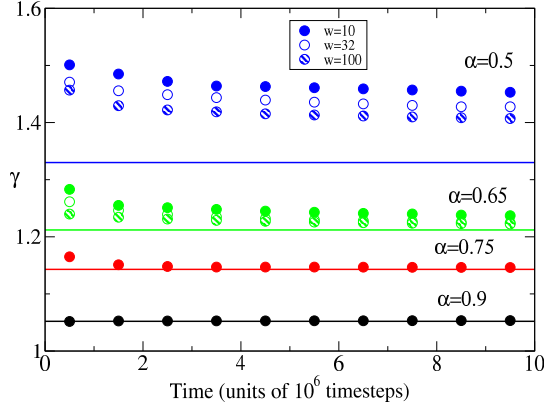 1.6
w=10
w=32
w=100
α=0.5
1.4
γ
α=0.65
1.2
α=0.75
α=0.9
1
0 2 4 6 8 10
Time (units of 10⁶ timesteps)